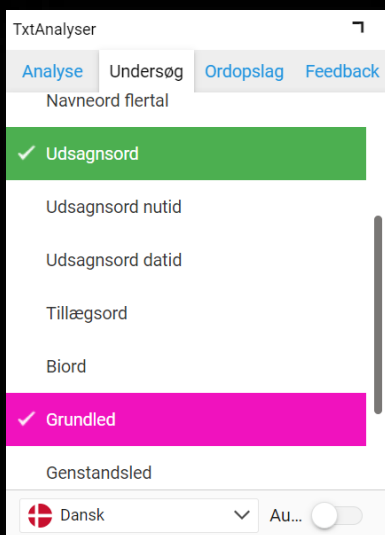 TxtAnalyser
Analyse Undersøg Ordopslag Feedback
Navneord flertal
Udsagnsord
Udsagnsord nutid
Udsagnsord datid
Tillægsord
Biord
Grundled
Genstandsled
Dansk Au...